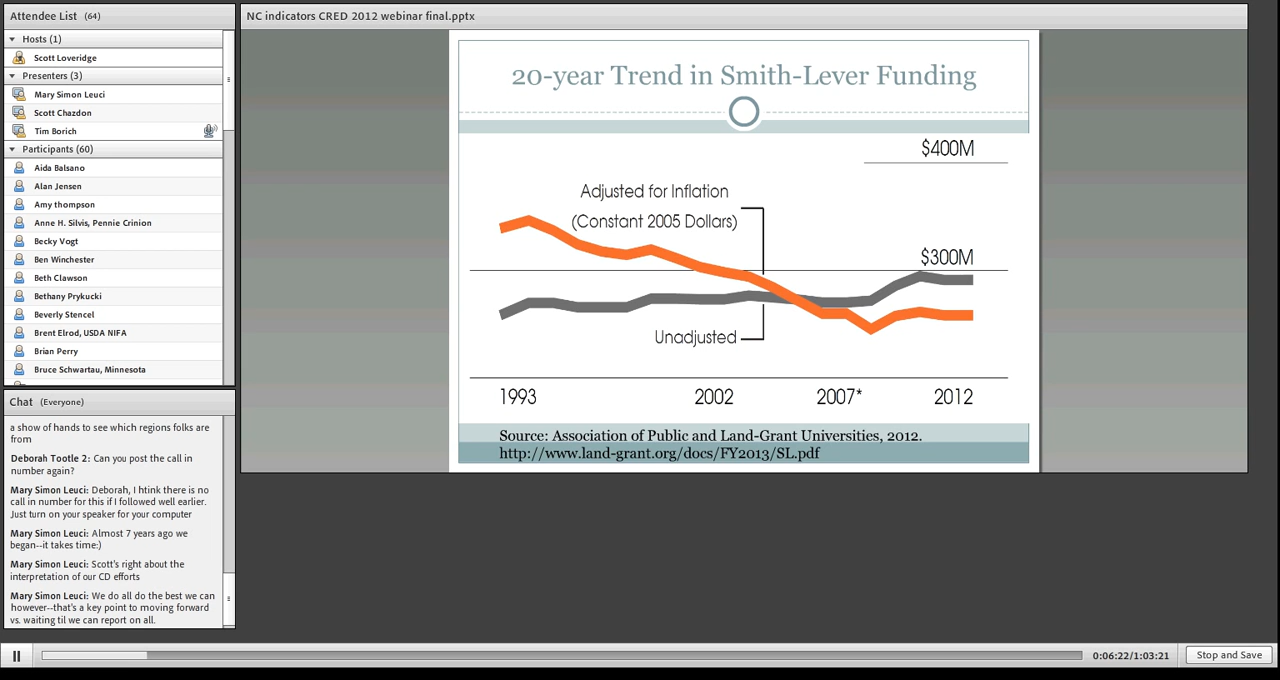 Attendee List (64)
Hosts (1)
Scott Loveridge
Presenters (3)
Mary Simon Leuci
Scott Chazdon
Tim Borich
Participants (60)
Aida Balsano
Alan Jensen
Amy thompson
Anne H. Silvis, Pennie Crinion
Becky Vogt
Ben Winchester
Beth Clawson
Bethany Prykucki
Beverly Stencel
Brent Elrod, USDA NIFA
Brian Perry
Bruce Schwartau, Minnesota
Chat (Everyone)
a show of hands to see which regions folks are
from
Deborah Tootle 2: Can you post the call in
number again?
Mary Simon Leuci: Deborah, I htink there is no
call in number for this if I followed well earlier.
Just turn on your speaker for your computer
Mary Simon Leuci: Almost 7 years ago we
began--it takes time:)
Mary Simon Leuci: Scott's right about the
interpretation of our CD efforts
Mary Simon Leuci: We do all do the best we can
however--that's a key point to moving forward
vs. waiting til we can report on all.
NC indicators CRED 2012 webinar final.pptx
20-year Trend in Smith-Lever Funding
$400M
Adjusted for Inflation
(Constant 2005 Dollars)
$300M
Unadjusted
1993 2002 2007* 2012
Source: Association of Public and Land-Grant Universities, 2012.
http://www.land-grant.org/docs/FY2013/SL.pdf
0:06:22/1:03:21
Stop and Save